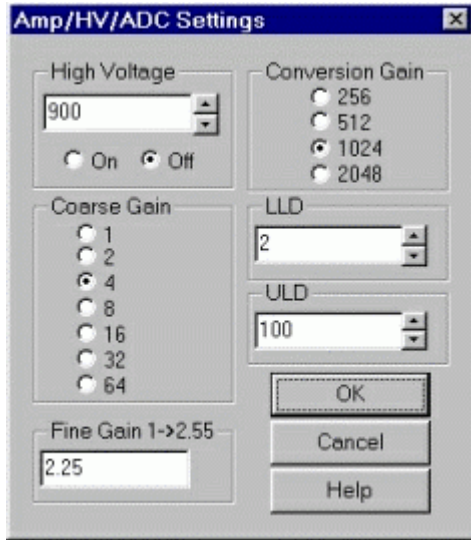 Amp/HV/ADC Settings
High Voltage
900
On Off
Conversion Gain
256
512
1024
2048
Coarse Gain
1
2
4
8
16
32
64
LLD
2
ULD
100
Fine Gain 1->2.55
2.25
OK
Cancel
Help